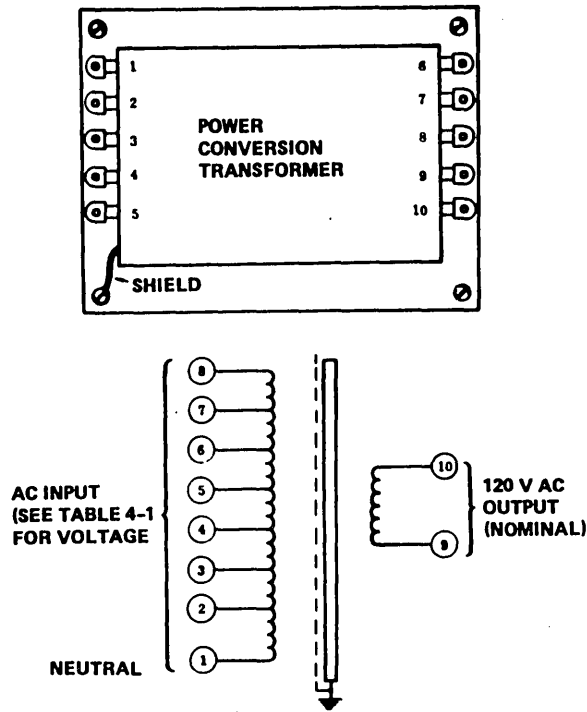 1 6
2 7
3 8
4 9
5 10
POWER
CONVERSION
TRANSFORMER
SHIELD
8
7
6
5
4
3
2
1
AC INPUT
(SEE TABLE 4-1
FOR VOLTAGE
NEUTRAL
10
9
120 V AC
OUTPUT
(NOMINAL)